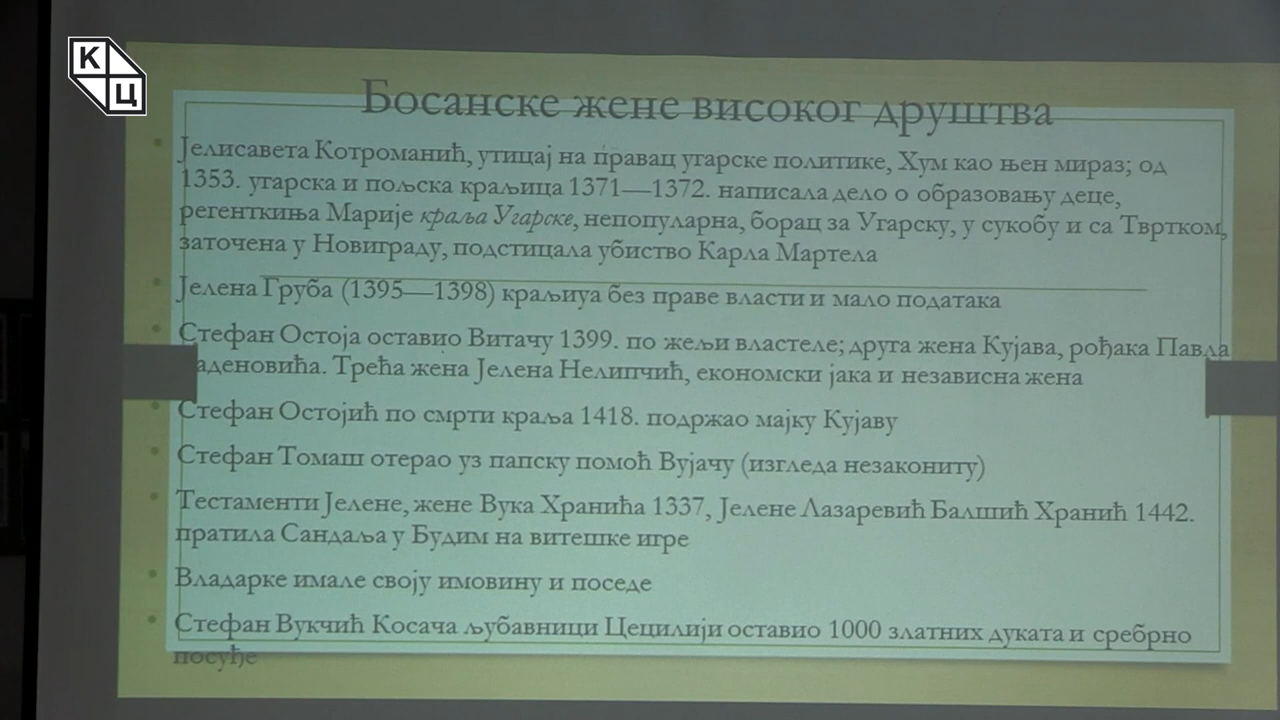 К
Ц
Босанске жене високог друштва
Јелисавета Котроманић, утицај на правац угарске политике, Хум као њен мираз; од
1353. угарска и пољска краљица 1371—1372. написала дело о образовању деце,
регенткиња Марије краља Угарске, непопуларна, борац за Угарску, у сукобу и са Твртком,
заточена у Новиграду, подстицала убиство Карла Мартела
Јелена Груба (1395—1398) краљиуа без праве власти и мало података
Стефан Остоја оставио Витачу 1399. по жељи властеле; друга жена Кујава, рођака Павла
аденовића. Трећа жена Јелена Нелипчић, економски јака и независна жена
Стефан Остојић по смрти краља 1418. подржао мајку Кујаву
Стефан Томаш отерао уз папску помоћ Вујачу (изгледа незакониту)
Тестаменти Јелене, жене Вука Хранића 1337, Јелене Лазаревић Балшић Хранић 1442.
пратила Сандаља у Будим на витешке игре
Владарке имале своју имовину и поседе
Стефан Вукчић Косача љубавници Цецилији оставио 1000 златних дуката и сребрно
посуђе